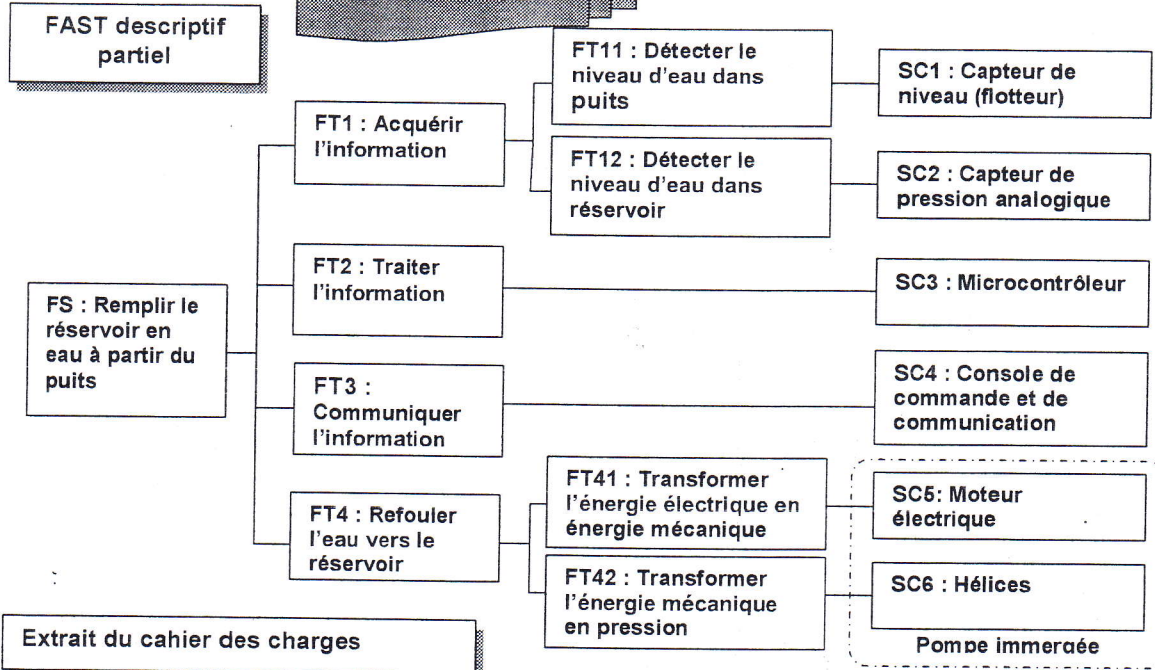 FAST descriptif
partiel
FT11 : Détecter le
niveau d'eau dans
puits
SC1 : Capteur de
niveau (flotteur)
FT1 : Acquérir
l'information
FT12 : Détecter le
niveau d'eau dans
réservoir
SC2 : Capteur de
pression analogique
FT2 : Traiter
l'information
SC3 : Microcontrôleur
FS : Remplir le
réservoir en
eau à partir du
puits
FT3 :
Communiquer
l'information
SC4 : Console de
commande et de
communication
FT4 : Refouler
l'eau vers le
réservoir
FT41 : Transformer
l'énergie électrique en
énergie mécanique
SC5: Moteur
électrique
FT42 : Transformer
l'énergie mécanique
en pression
SC6 : Hélices
Pompe immergée
Extrait du cahier des charges